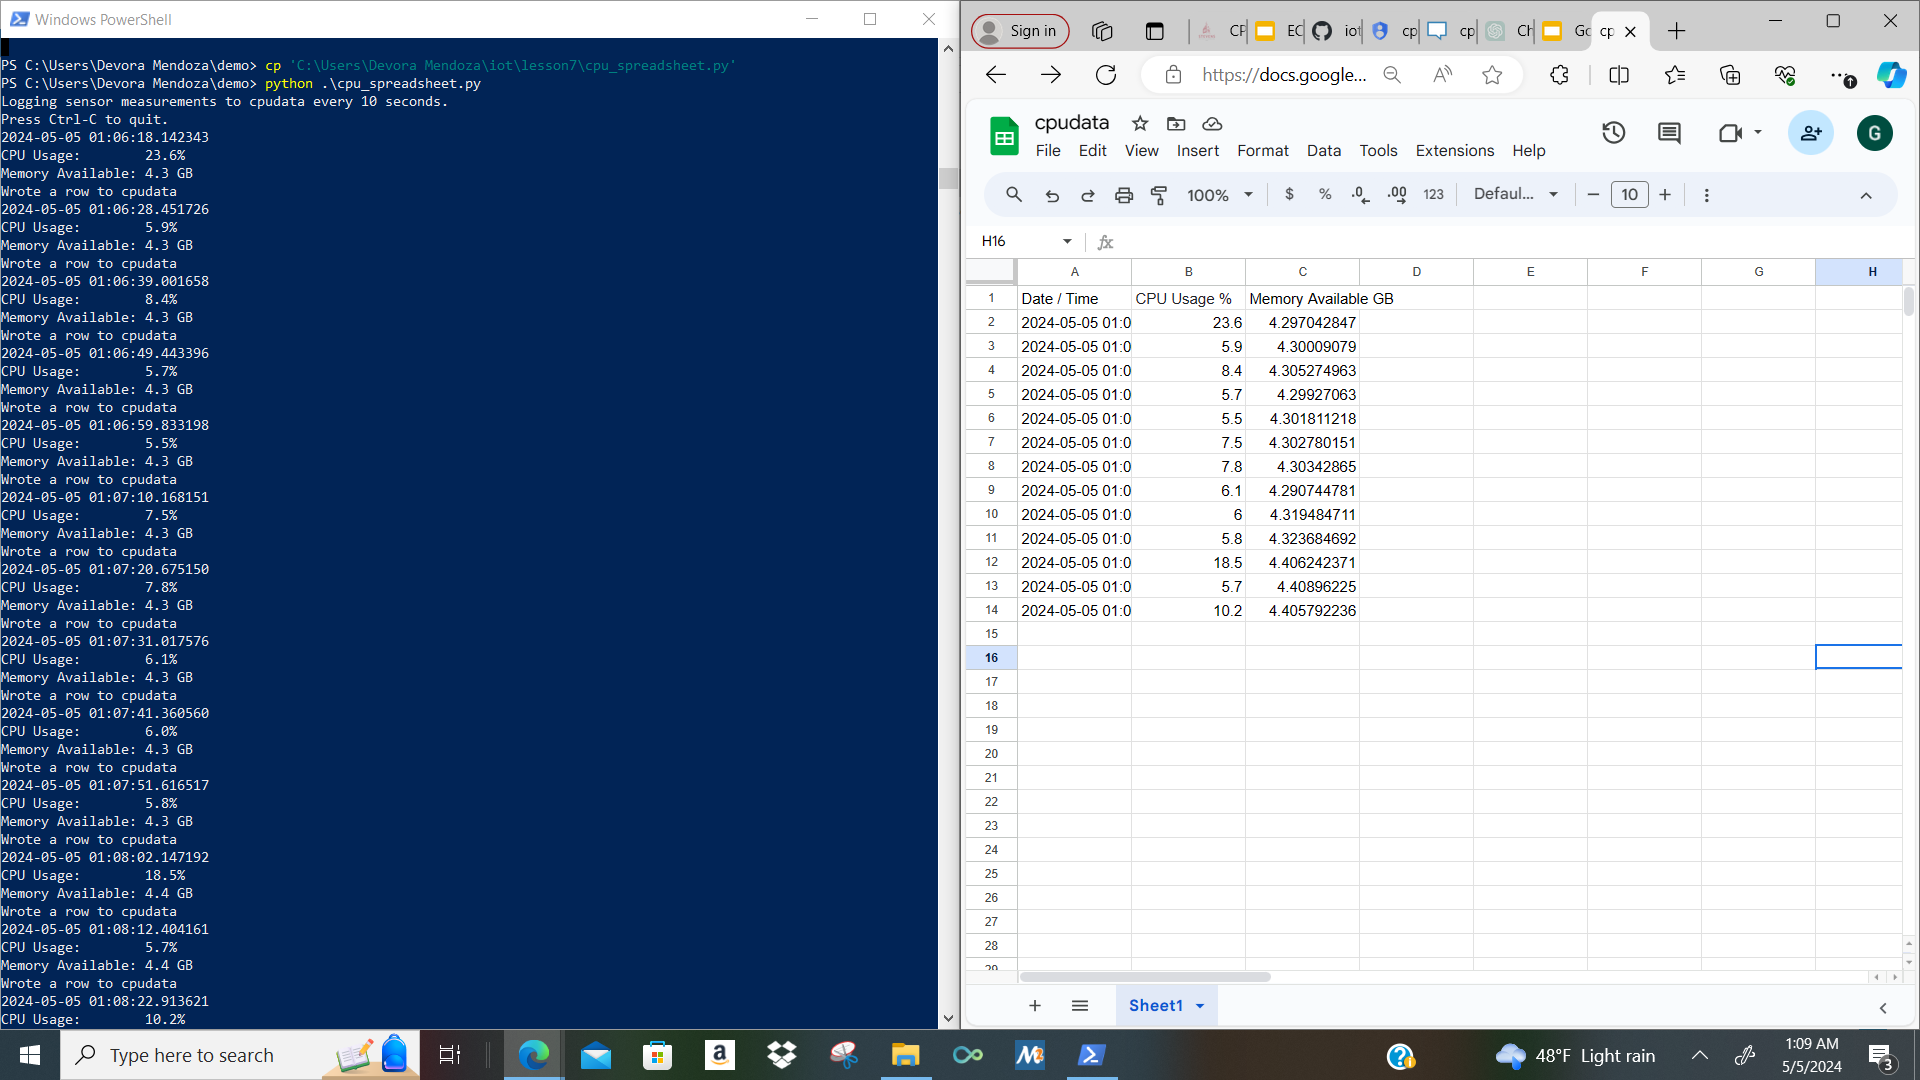 Windows PowerShell
PS C:\Users\Devora Mendoza\demo> cp 'C:\Users\Devora Mendoza\iot\lesson7\cpu_spreadsheet.py'
PS C:\Users\Devora Mendoza\demo> python .\cpu_spreadsheet.py
Logging sensor measurements to cpudata every 10 seconds.
Press Ctrl-C to quit.
2024-05-05 01:06:18.142343
CPU Usage: 23.6%
Memory Available: 4.3 GB
Wrote a row to cpudata
2024-05-05 01:06:28.451726
CPU Usage: 5.9%
Memory Available: 4.3 GB
Wrote a row to cpudata
2024-05-05 01:06:39.001658
CPU Usage: 8.4%
Memory Available: 4.3 GB
Wrote a row to cpudata
2024-05-05 01:06:49.443396
CPU Usage: 5.7%
Memory Available: 4.3 GB
Wrote a row to cpudata
2024-05-05 01:06:59.833198
CPU Usage: 5.5%
Memory Available: 4.3 GB
Wrote a row to cpudata
2024-05-05 01:07:10.168151
CPU Usage: 7.5%
Memory Available: 4.3 GB
Wrote a row to cpudata
2024-05-05 01:07:20.675150
CPU Usage: 7.8%
Memory Available: 4.3 GB
Wrote a row to cpudata
2024-05-05 01:07:31.017576
CPU Usage: 6.1%
Memory Available: 4.3 GB
Wrote a row to cpudata
2024-05-05 01:07:41.360560
CPU Usage: 6.0%
Memory Available: 4.3 GB
Wrote a row to cpudata
2024-05-05 01:07:51.616517
CPU Usage: 5.8%
Memory Available: 4.3 GB
Wrote a row to cpudata
2024-05-05 01:08:02.147192
CPU Usage: 18.5%
Memory Available: 4.4 GB
Wrote a row to cpudata
2024-05-05 01:08:12.404161
CPU Usage: 5.7%
Memory Available: 4.4 GB
Wrote a row to cpudata
2024-05-05 01:08:22.913621
CPU Usage: 10.2%
Sign in CP EC iot cp cp Ch Go cp
https://docs.google...
cpudata
File Edit View Insert Format Data Tools Extensions Help
G
100% $ % .0 .00 123 Defaul... 10
H16 fx
A B C D E F G H
1 Date / Time CPU Usage % Memory Available GB
2 2024-05-05 01:0 23.6 4.297042847
3 2024-05-05 01:0 5.9 4.30009079
4 2024-05-05 01:0 8.4 4.305274963
5 2024-05-05 01:0 5.7 4.29927063
6 2024-05-05 01:0 5.5 4.301811218
7 2024-05-05 01:0 7.5 4.302780151
8 2024-05-05 01:0 7.8 4.30342865
9 2024-05-05 01:0 6.1 4.290744781
10 2024-05-05 01:0 6 4.319484711
11 2024-05-05 01:0 5.8 4.323684692
12 2024-05-05 01:0 18.5 4.406242371
13 2024-05-05 01:0 5.7 4.40896225
14 2024-05-05 01:0 10.2 4.405792236
15
16
17
18
19
20
21
22
23
24
25
26
27
28
29
Sheet1
Type here to search
48°F Light rain
1:09 AM
5/5/2024
3